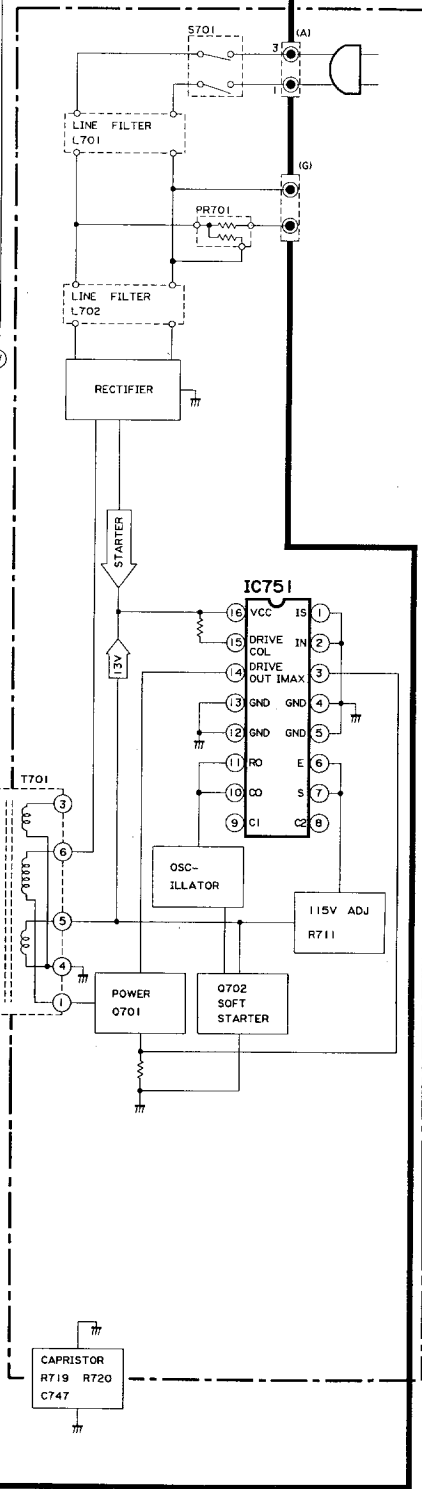 S701
(A)
3
1
LINE FILTER
L701
(G)
PR701
LINE FILTER
L702
RECTIFIER
STARTER
13V
IC751
16 VCC IS 1
15 DRIVE COL IN 2
14 DRIVE OUT IMAX 3
13 GND GND 4
12 GND GND 5
11 RO E 6
10 CO S 7
9 C1 C2 8
T701
3
6
5
4
1
OSC-
ILLATOR
115V ADJ
R711
POWER
Q701
Q702
SOFT
STARTER
CAPRISTOR
R719 R720
C747